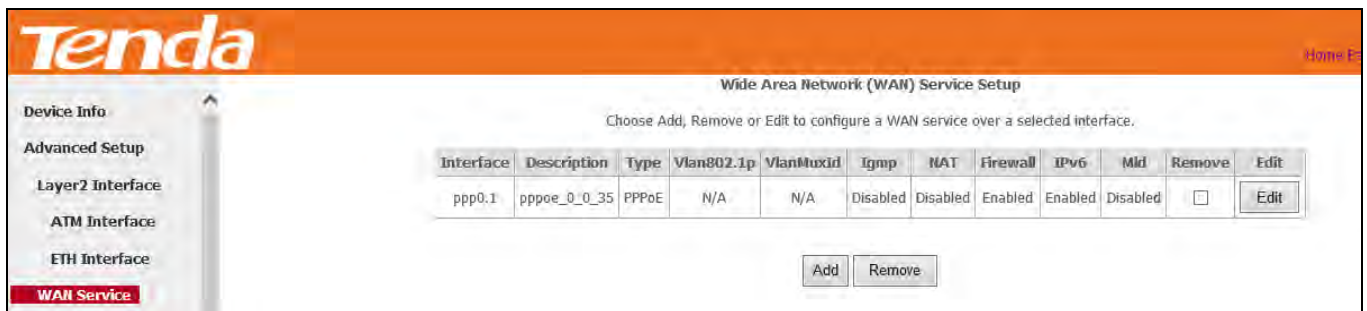 Tenda
Home
Wide Area Network (WAN) Service Setup
Choose Add, Remove or Edit to configure a WAN service over a selected interface.
Device Info
Advanced Setup
Layer2 Interface
ATM Interface
ETH Interface
WAN Service
Interface Description Type Vlan802.1p VlanMuxId Igmp NAT Firewall IPv6 Mld Remove Edit
ppp0.1 pppoe_0_0_35 PPPoE N/A N/A Disabled Disabled Enabled Enabled Disabled Edit
Add Remove